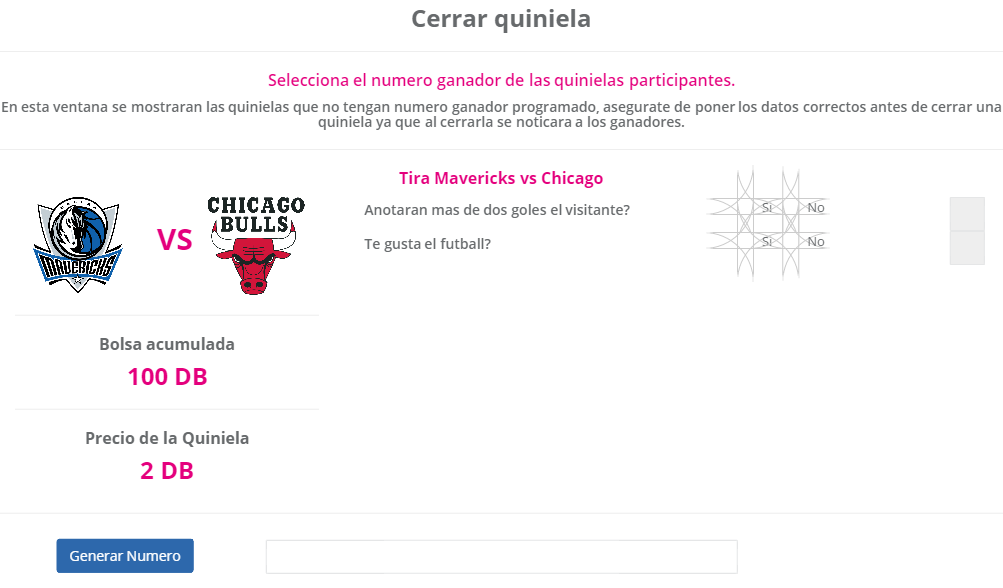 Cerrar quiniela
Selecciona el numero ganador de las quinielas participantes.
En esta ventana se mostraran las quinielas que no tengan numero ganador programado, asegurate de poner los datos correctos antes de cerrar una
quiniela ya que al cerrarla se noticara a los ganadores.
MAVERICKS
VS
CHICAGO
BULLS
Tira Mavericks vs Chicago
Anotaran mas de dos goles el visitante?
Si No
Te gusta el futball?
Si No
Bolsa acumulada
100 DB
Precio de la Quiniela
2 DB
Generar Numero